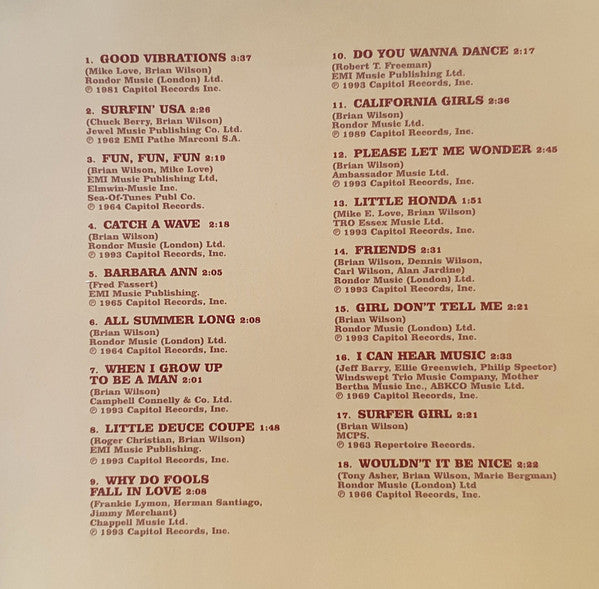 1. GOOD VIBRATIONS 3:37
(Mike Love, Brian Wilson)
Rondor Music (London) Ltd.
℗ 1981 Capitol Records Inc.
2. SURFIN' USA 2:26
(Chuck Berry, Brian Wilson)
Jewel Music Publishing Co. Ltd.
℗ 1962 EMI Pathe Marconi S.A.
3. FUN, FUN, FUN 2:19
(Brian Wilson, Mike Love)
EMI Music Publishing Ltd,
Elmwin-Music Inc.
Sea-Of-Tunes Publ Co.
℗ 1964 Capitol Records.
4. CATCH A WAVE 2:18
(Brian Wilson)
Rondor Music (London) Ltd.
℗ 1993 Capitol Records, Inc.
5. BARBARA ANN 2:05
(Fred Fassert)
EMI Music Publishing.
℗ 1965 Capitol Records, Inc.
6. ALL SUMMER LONG 2:08
(Brian Wilson)
Rondor Music (London) Ltd.
℗ 1964 Capitol Records, Inc.
7. WHEN I GROW UP
TO BE A MAN 2:01
(Brian Wilson)
Campbell Connelly & Co. Ltd.
℗ 1993 Capitol Records, Inc.
8. LITTLE DEUCE COUPE 1:48
(Roger Christian, Brian Wilson)
EMI Music Publishing.
℗ 1993 Capitol Records, Inc.
9. WHY DO FOOLS
FALL IN LOVE 2:08
(Frankie Lymon, Herman Santiago,
Jimmy Merchant)
Chappell Music Ltd.
℗ 1993 Capitol Records, Inc.
10. DO YOU WANNA DANCE 2:17
(Robert T. Freeman)
EMI Music Publishing Ltd.
℗ 1993 Capitol Records, Inc.
11. CALIFORNIA GIRLS 2:36
(Brian Wilson)
Rondor Music Ltd.
℗ 1989 Capitol Records, Inc.
12. PLEASE LET ME WONDER 2:45
(Brian Wilson)
Ambassador Music Ltd.
℗ 1993 Capitol Records, Inc.
13. LITTLE HONDA 1:51
(Mike E. Love, Brian Wilson)
TRO Essex Music Ltd.
℗ 1993 Capitol Records, Inc.
14. FRIENDS 2:31
(Brian Wilson, Dennis Wilson,
Carl Wilson, Alan Jardine)
Rondor Music (London) Ltd.
℗ 1993 Capitol Records, Inc.
15. GIRL DON'T TELL ME 2:21
(Brian Wilson)
Rondor Music (London) Ltd.
℗ 1993 Capitol Records, Inc.
16. I CAN HEAR MUSIC 2:33
(Jeff Barry, Ellie Greenwich, Philip Spector)
Windswept Trio Music Company, Mother
Bertha Music Inc., ABKCO Music Ltd.
℗ 1969 Capitol Records, Inc.
17. SURFER GIRL 2:21
(Brian Wilson)
MCPS.
℗ 1963 Repertoire Records.
18. WOULDN'T IT BE NICE 2:22
(Tony Asher, Brian Wilson, Marie Bergman)
Rondor Music (London) Ltd
℗ 1966 Capitol Records, Inc.